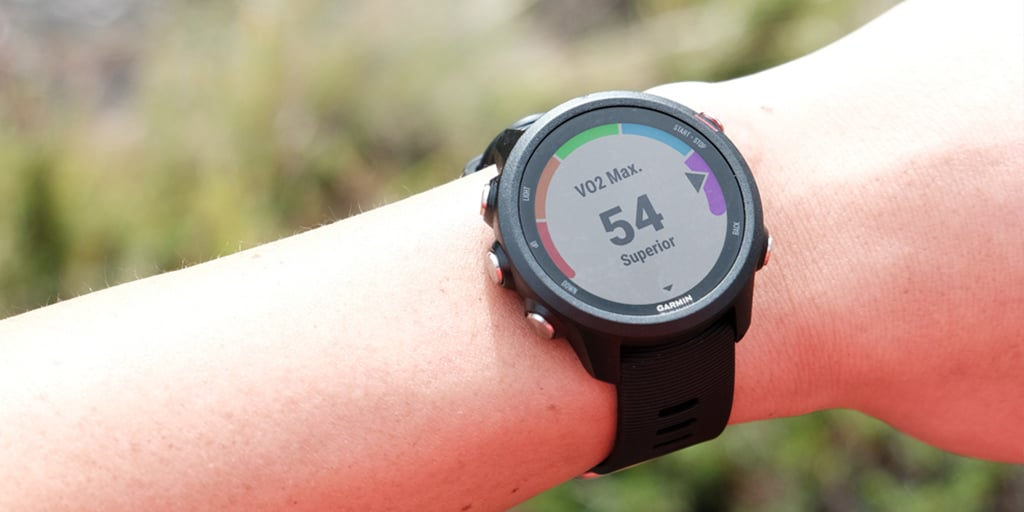 START · STOP
LIGHT
VO2 Max.
54
Superior
UP
BACK
DOWN
GARMIN